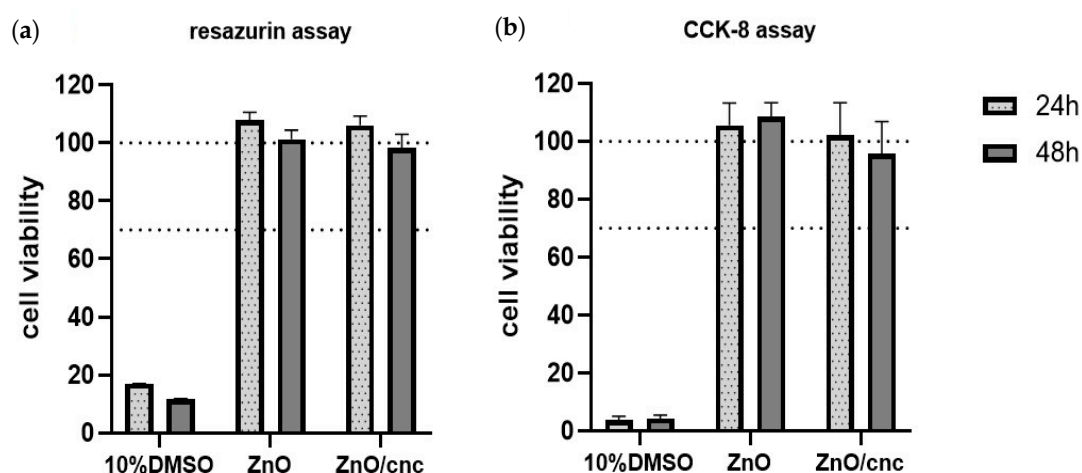 (a)
resazurin assay
cell viability
120
100
80
60
40
20
0
10%DMSO
ZnO
ZnO/cnc
(b)
CCK-8 assay
cell viability
120
100
80
60
40
20
0
10%DMSO
ZnO
ZnO/cnc
24h
48h